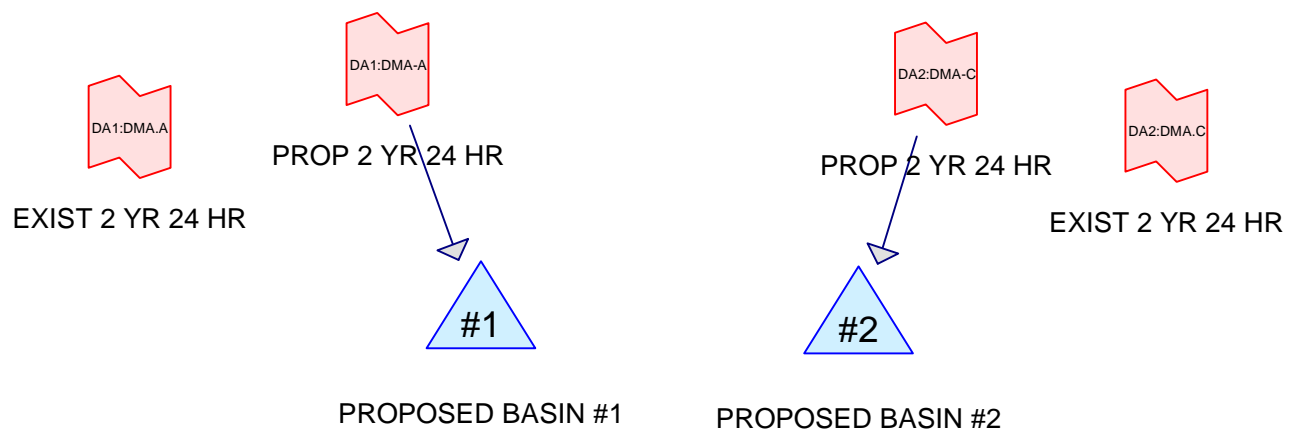 DA1:DMA-A
DA2:DMA-C
DA1:DMA.A
DA2:DMA.C
PROP 2 YR 24 HR
PROP 2 YR 24 HR
EXIST 2 YR 24 HR
EXIST 2 YR 24 HR
#1
#2
PROPOSED BASIN #1
PROPOSED BASIN #2